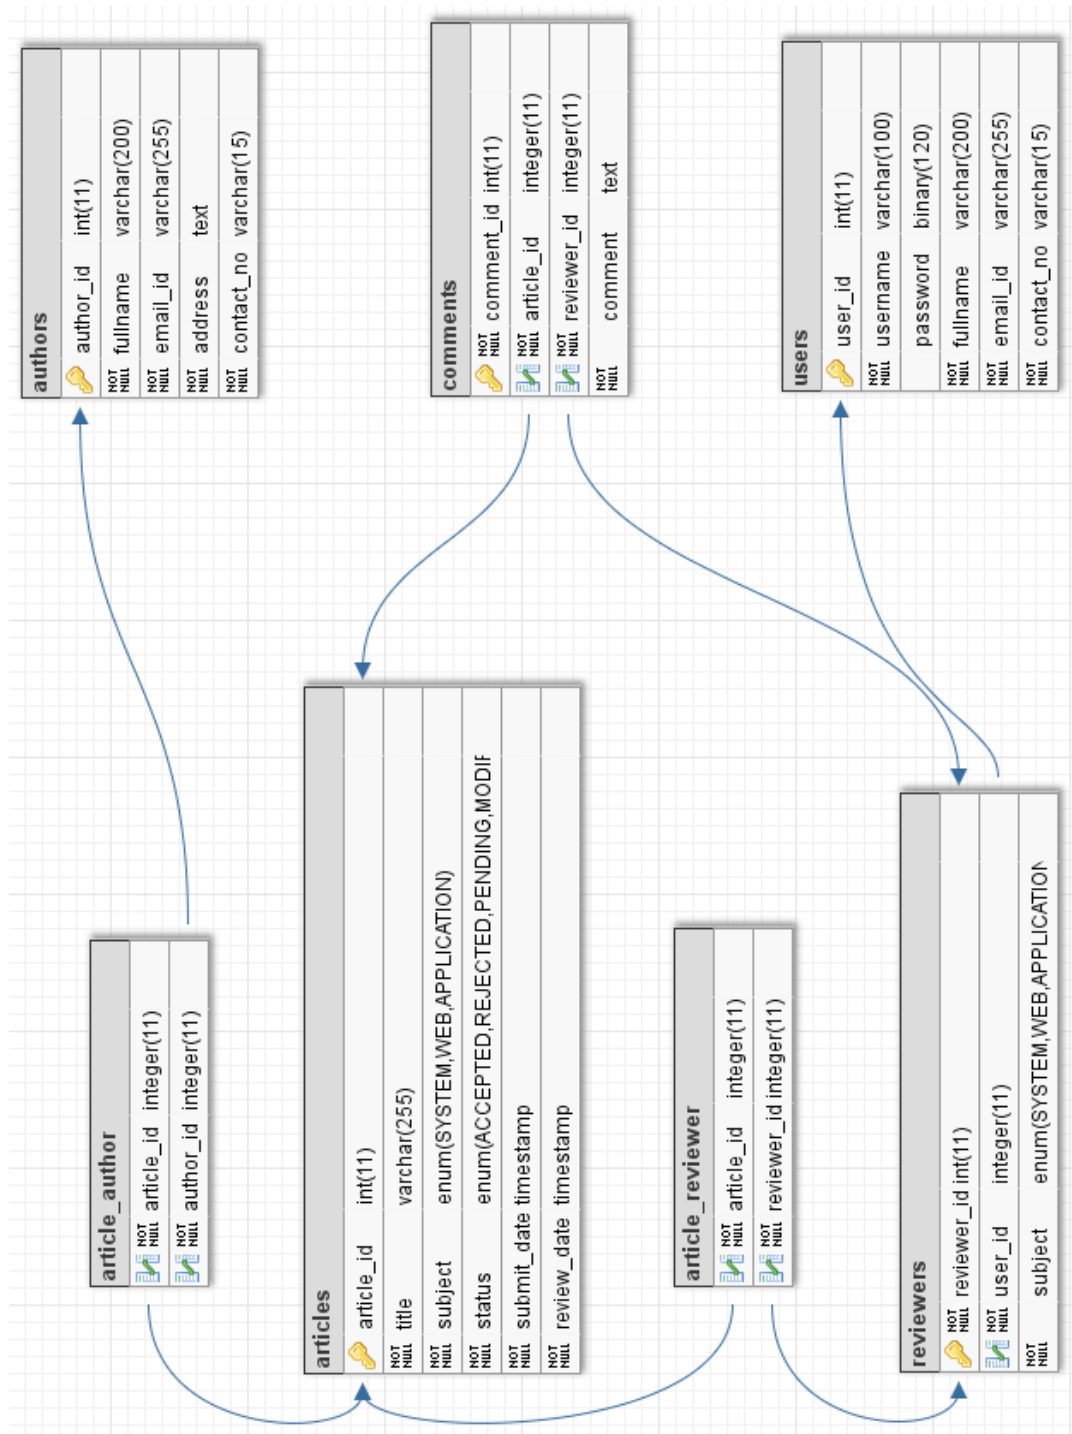 article_author
NOT NULL article_id integer(11)
NOT NULL author_id integer(11)
authors
author_id int(11)
NOT NULL fullname varchar(200)
NOT NULL email_id varchar(255)
NOT NULL address text
NOT NULL contact_no varchar(15)
articles
article_id int(11)
NOT NULL title varchar(255)
NOT NULL subject enum(SYSTEM,WEB,APPLICATION)
NOT NULL status enum(ACCEPTED,REJECTED,PENDING,MODIF
NOT NULL submit_date timestamp
NOT NULL review_date timestamp
comments
NOT NULL comment_id int(11)
NOT NULL article_id integer(11)
NOT NULL reviewer_id integer(11)
NOT NULL comment text
article_reviewer
NOT NULL article_id integer(11)
NOT NULL reviewer_id integer(11)
reviewers
NOT NULL reviewer_id int(11)
NOT NULL user_id integer(11)
NOT NULL subject enum(SYSTEM,WEB,APPLICATION
users
user_id int(11)
NOT NULL username varchar(100)
password binary(120)
NOT NULL fullname varchar(200)
NOT NULL email_id varchar(255)
NOT NULL contact_no varchar(15)